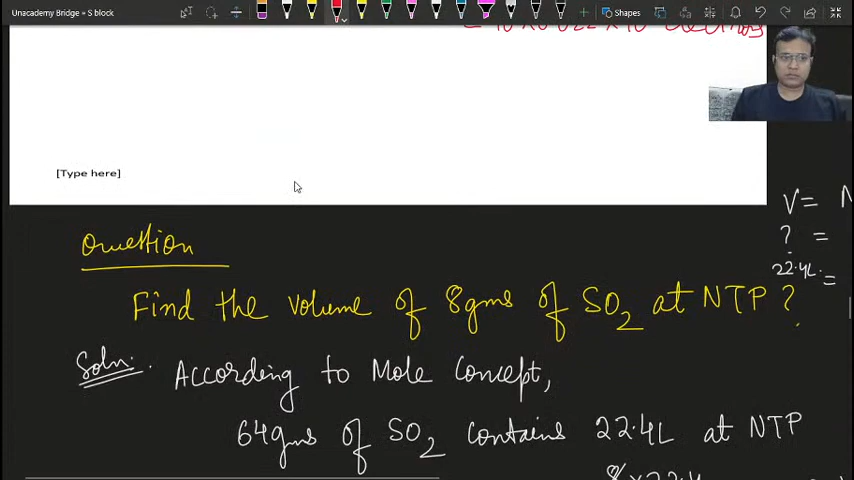 Unacademy Bridge + S block
Shapes
[Type here]
V =
? =
22.4L. =
Question
Find the volume of 8gms of SO2 at NTP ?
Soln:.
According to Mole Concept,
64gms of SO2 contains 22.4L at NTP